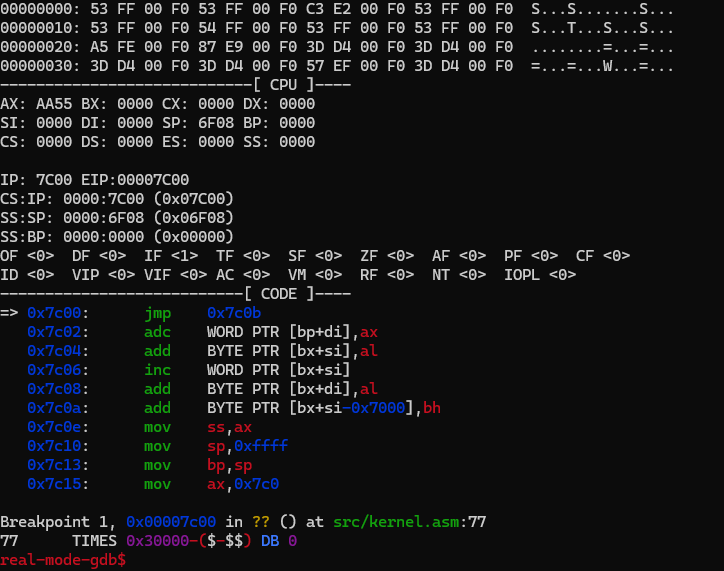 00000000: 53 FF 00 F0 53 FF 00 F0 C3 E2 00 F0 53 FF 00 F0  S...S.......S...
00000010: 53 FF 00 F0 54 FF 00 F0 53 FF 00 F0 53 FF 00 F0  S...T...S...S...
00000020: A5 FE 00 F0 87 E9 00 F0 3D D4 00 F0 3D D4 00 F0  ........=...=...
00000030: 3D D4 00 F0 3D D4 00 F0 57 EF 00 F0 3D D4 00 F0  =...=...W...=...
----------------------------[ CPU ]----
AX: AA55 BX: 0000 CX: 0000 DX: 0000
SI: 0000 DI: 0000 SP: 6F08 BP: 0000
CS: 0000 DS: 0000 ES: 0000 SS: 0000
IP: 7C00 EIP:00007C00
CS:IP: 0000:7C00 (0x07C00)
SS:SP: 0000:6F08 (0x06F08)
SS:BP: 0000:0000 (0x00000)
OF <0>  DF <0>  IF <1>  TF <0>  SF <0>  ZF <0>  AF <0>  PF <0>  CF <0>
ID <0>  VIP <0> VIF <0> AC <0>  VM <0>  RF <0>  NT <0>  IOPL <0>
---------------------------[ CODE ]----
=> 0x7c00:      jmp    0x7c0b
   0x7c02:      adc    WORD PTR [bp+di],ax
   0x7c04:      add    BYTE PTR [bx+si],al
   0x7c06:      inc    WORD PTR [bx+si]
   0x7c08:      add    BYTE PTR [bx+di],al
   0x7c0a:      add    BYTE PTR [bx+si-0x7000],bh
   0x7c0e:      mov    ss,ax
   0x7c10:      mov    sp,0xffff
   0x7c13:      mov    bp,sp
   0x7c15:      mov    ax,0x7c0
Breakpoint 1, 0x00007c00 in ?? () at src/kernel.asm:77
77      TIMES 0x30000-($-$$) DB 0
real-mode-gdb$